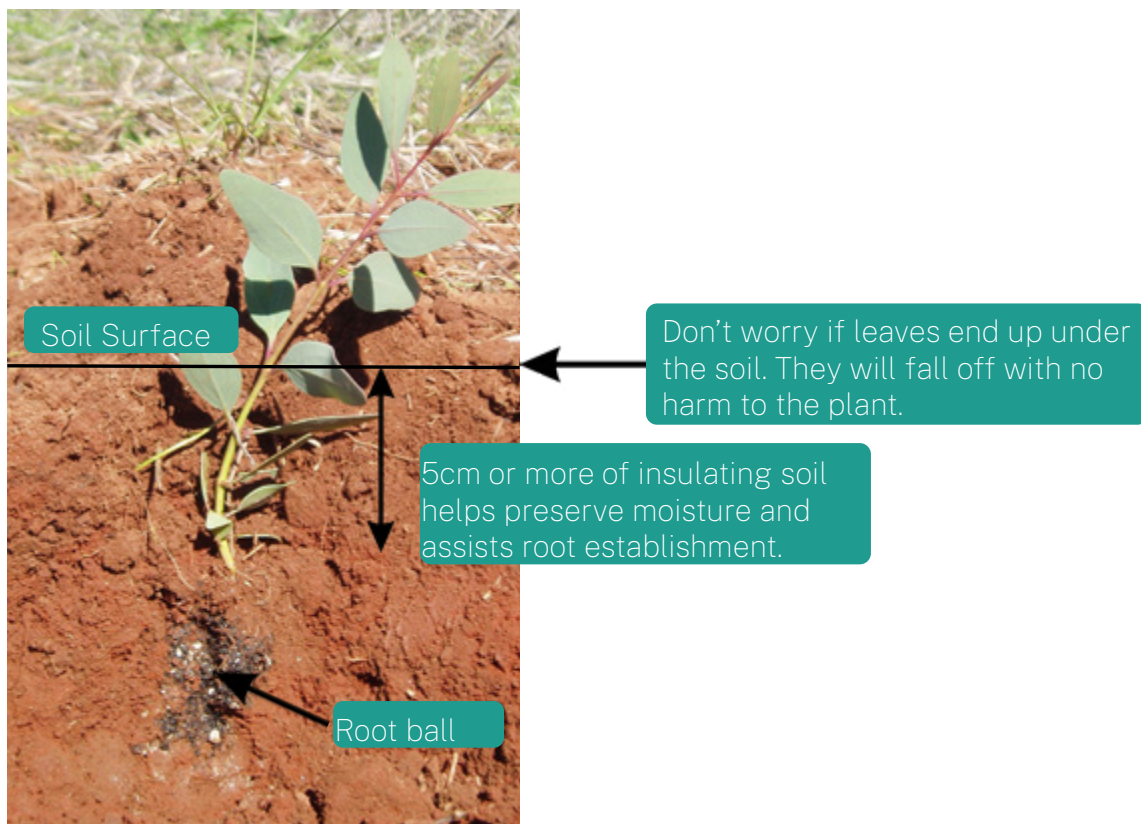 Soil Surface
Don’t worry if leaves end up under
the soil. They will fall off with no
harm to the plant.
5cm or more of insulating soil
helps preserve moisture and
assists root establishment.
Root ball